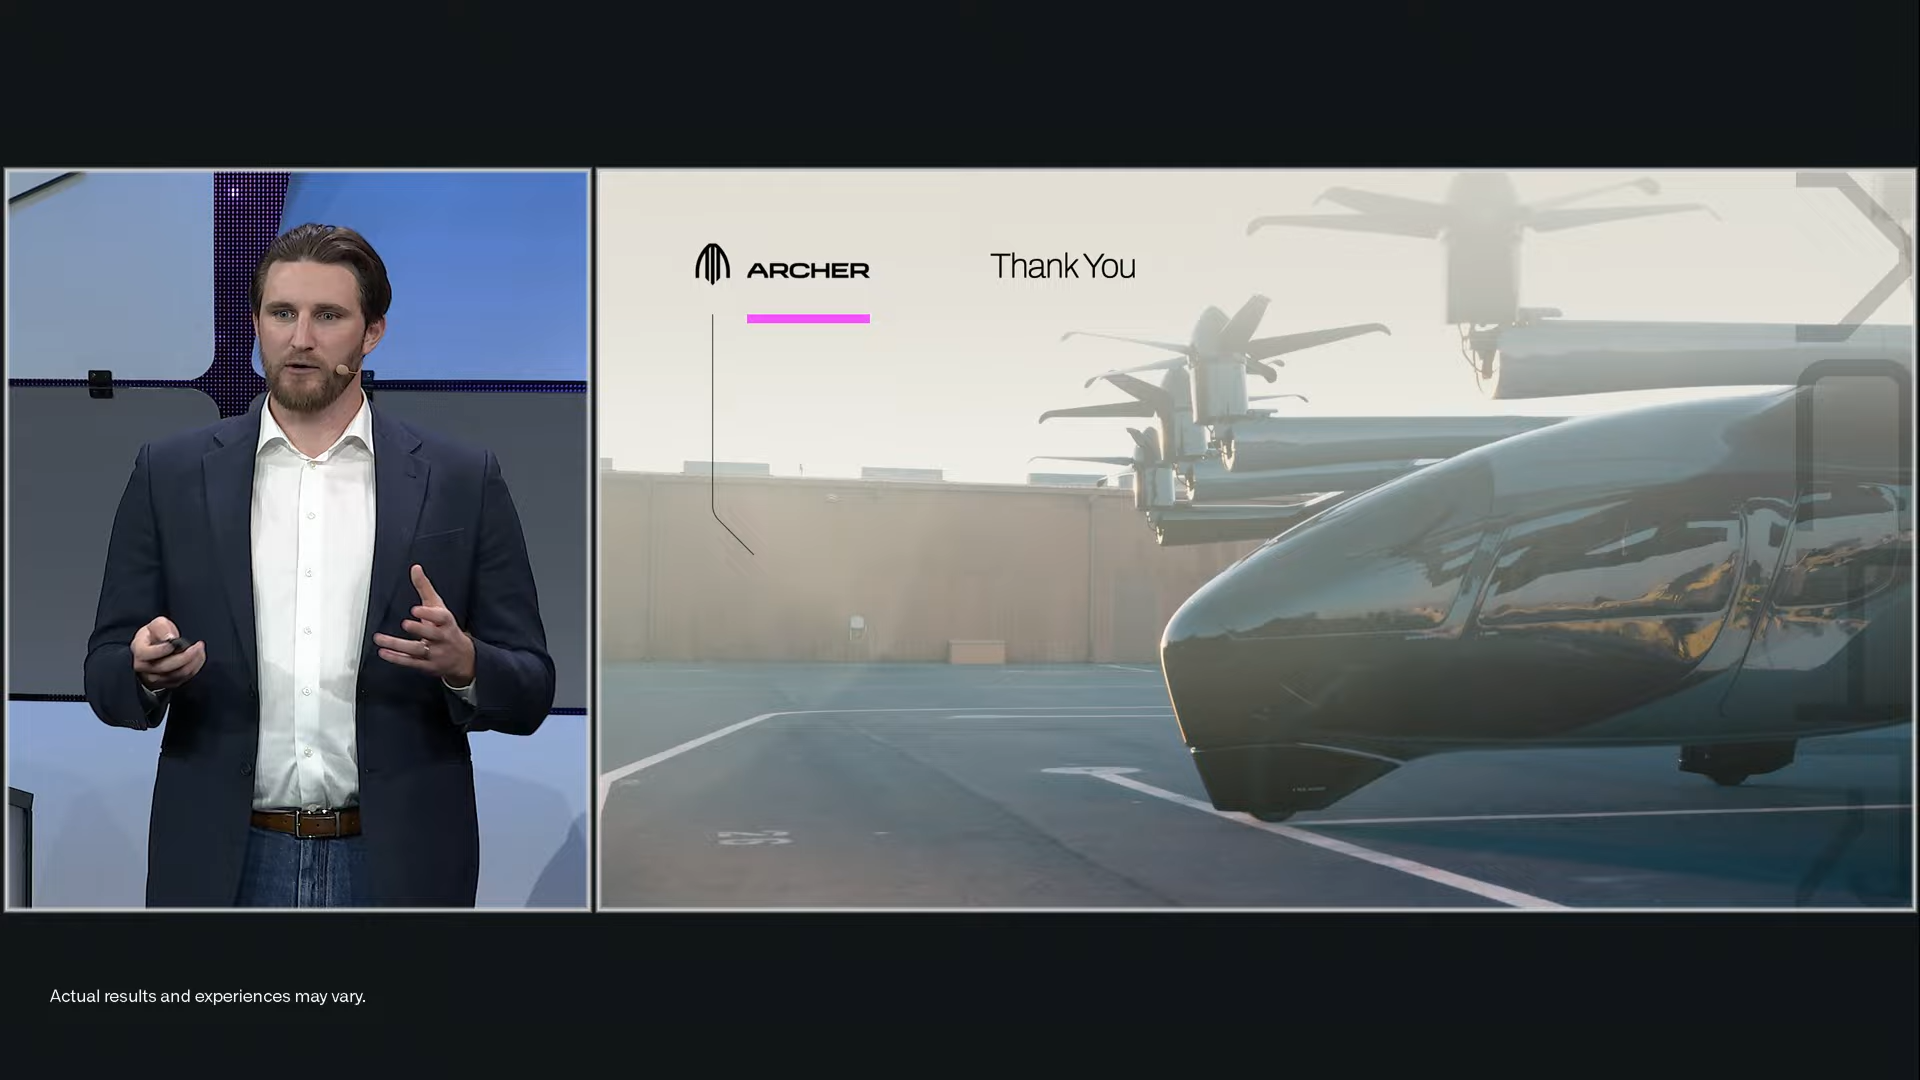 ARCHER
Thank You
Actual results and experiences may vary.